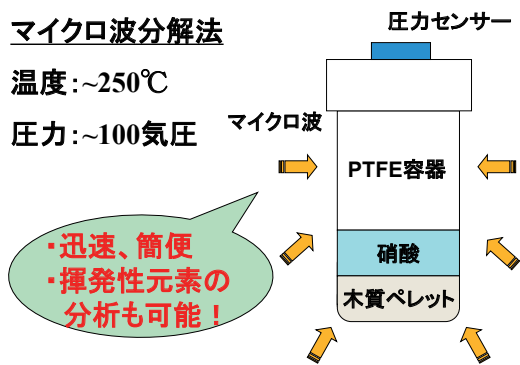 マイクロ波分解法
温度:~250℃
圧力:~100気圧
圧力センサー
マイクロ波
PTFE容器
硝酸
木質ペレット
・迅速、簡便
・揮発性元素の
分析も可能！